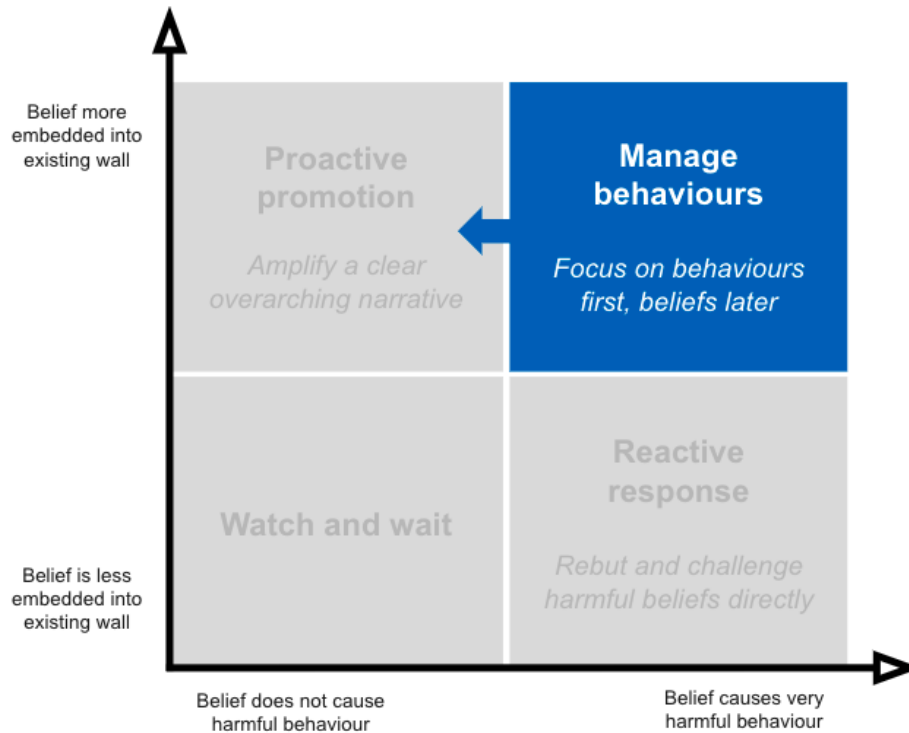 Belief more
embedded into
existing wall
Proactive
promotion
Amplify a clear
overarching narrative
Manage
behaviours
Focus on behaviours
first, beliefs later
Belief is less
embedded into
existing wall
Watch and wait
Reactive
response
Rebut and challenge
harmful beliefs directly
Belief does not cause
harmful behaviour
Belief causes very
harmful behaviour